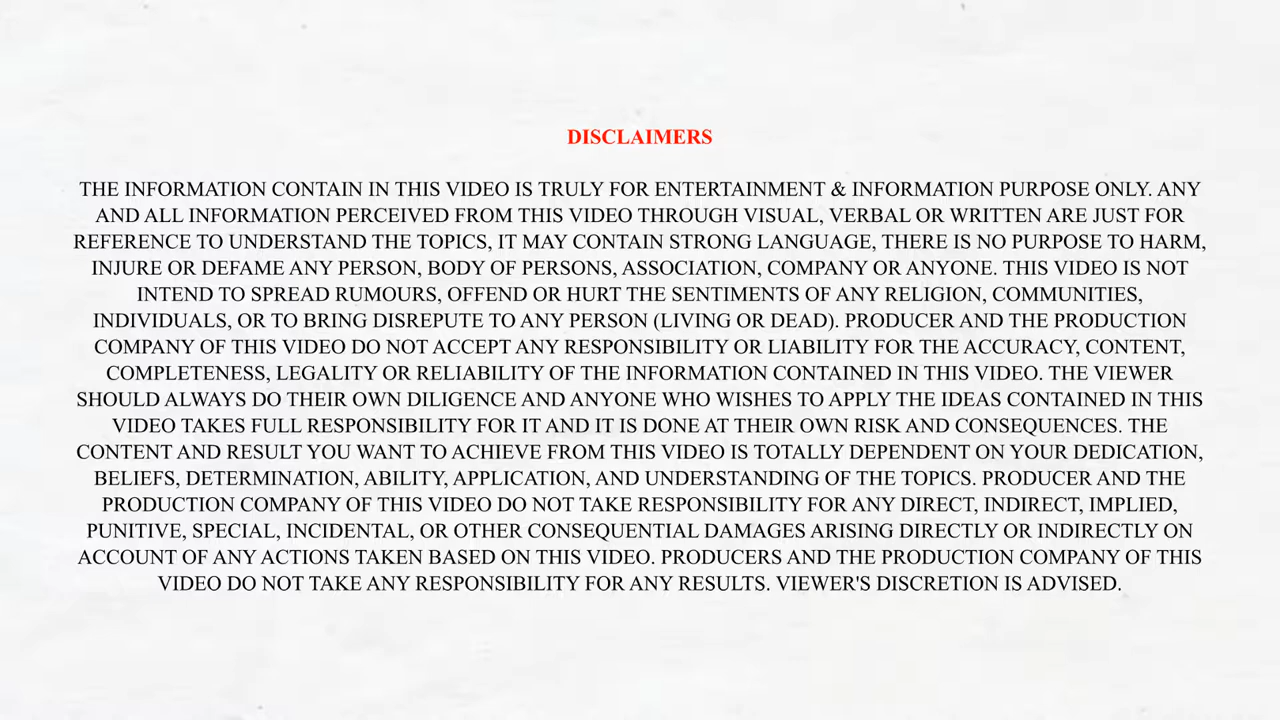 DISCLAIMERS
THE INFORMATION CONTAIN IN THIS VIDEO IS TRULY FOR ENTERTAINMENT & INFORMATION PURPOSE ONLY. ANY
AND ALL INFORMATION PERCEIVED FROM THIS VIDEO THROUGH VISUAL, VERBAL OR WRITTEN ARE JUST FOR
REFERENCE TO UNDERSTAND THE TOPICS, IT MAY CONTAIN STRONG LANGUAGE, THERE IS NO PURPOSE TO HARM,
INJURE OR DEFAME ANY PERSON, BODY OF PERSONS, ASSOCIATION, COMPANY OR ANYONE. THIS VIDEO IS NOT
INTEND TO SPREAD RUMOURS, OFFEND OR HURT THE SENTIMENTS OF ANY RELIGION, COMMUNITIES,
INDIVIDUALS, OR TO BRING DISREPUTE TO ANY PERSON (LIVING OR DEAD). PRODUCER AND THE PRODUCTION
COMPANY OF THIS VIDEO DO NOT ACCEPT ANY RESPONSIBILITY OR LIABILITY FOR THE ACCURACY, CONTENT,
COMPLETENESS, LEGALITY OR RELIABILITY OF THE INFORMATION CONTAINED IN THIS VIDEO. THE VIEWER
SHOULD ALWAYS DO THEIR OWN DILIGENCE AND ANYONE WHO WISHES TO APPLY THE IDEAS CONTAINED IN THIS
VIDEO TAKES FULL RESPONSIBILITY FOR IT AND IT IS DONE AT THEIR OWN RISK AND CONSEQUENCES. THE
CONTENT AND RESULT YOU WANT TO ACHIEVE FROM THIS VIDEO IS TOTALLY DEPENDENT ON YOUR DEDICATION,
BELIEFS, DETERMINATION, ABILITY, APPLICATION, AND UNDERSTANDING OF THE TOPICS. PRODUCER AND THE
PRODUCTION COMPANY OF THIS VIDEO DO NOT TAKE RESPONSIBILITY FOR ANY DIRECT, INDIRECT, IMPLIED,
PUNITIVE, SPECIAL, INCIDENTAL, OR OTHER CONSEQUENTIAL DAMAGES ARISING DIRECTLY OR INDIRECTLY ON
ACCOUNT OF ANY ACTIONS TAKEN BASED ON THIS VIDEO. PRODUCERS AND THE PRODUCTION COMPANY OF THIS
VIDEO DO NOT TAKE ANY RESPONSIBILITY FOR ANY RESULTS. VIEWER'S DISCRETION IS ADVISED.